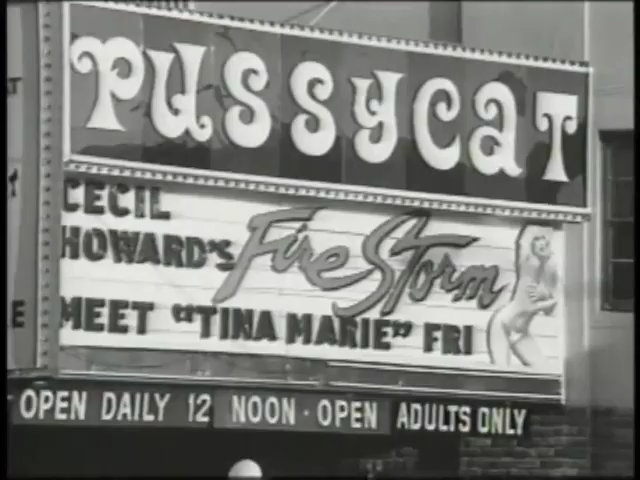 PUSSYCAT
CECIL
HOWARD'S Fire Storm
MEET "TINA MARIE" FRI
OPEN DAILY 12 NOON · OPEN ADULTS ONLY